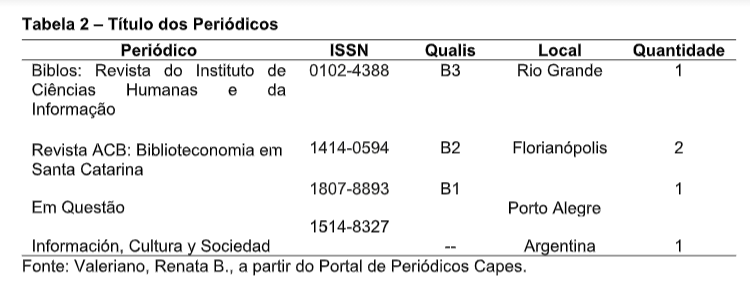 Tabela 2 – Título dos Periódicos
Periódico ISSN Qualis Local Quantidade
Biblos: Revista do Instituto de 0102-4388 B3 Rio Grande 1
Ciências Humanas e da
Informação
Revista ACB: Biblioteconomia em 1414-0594 B2 Florianópolis 2
Santa Catarina
1807-8893 B1 1
Em Questão Porto Alegre
1514-8327
Información, Cultura y Sociedad -- Argentina 1
Fonte: Valeriano, Renata B., a partir do Portal de Periódicos Capes.